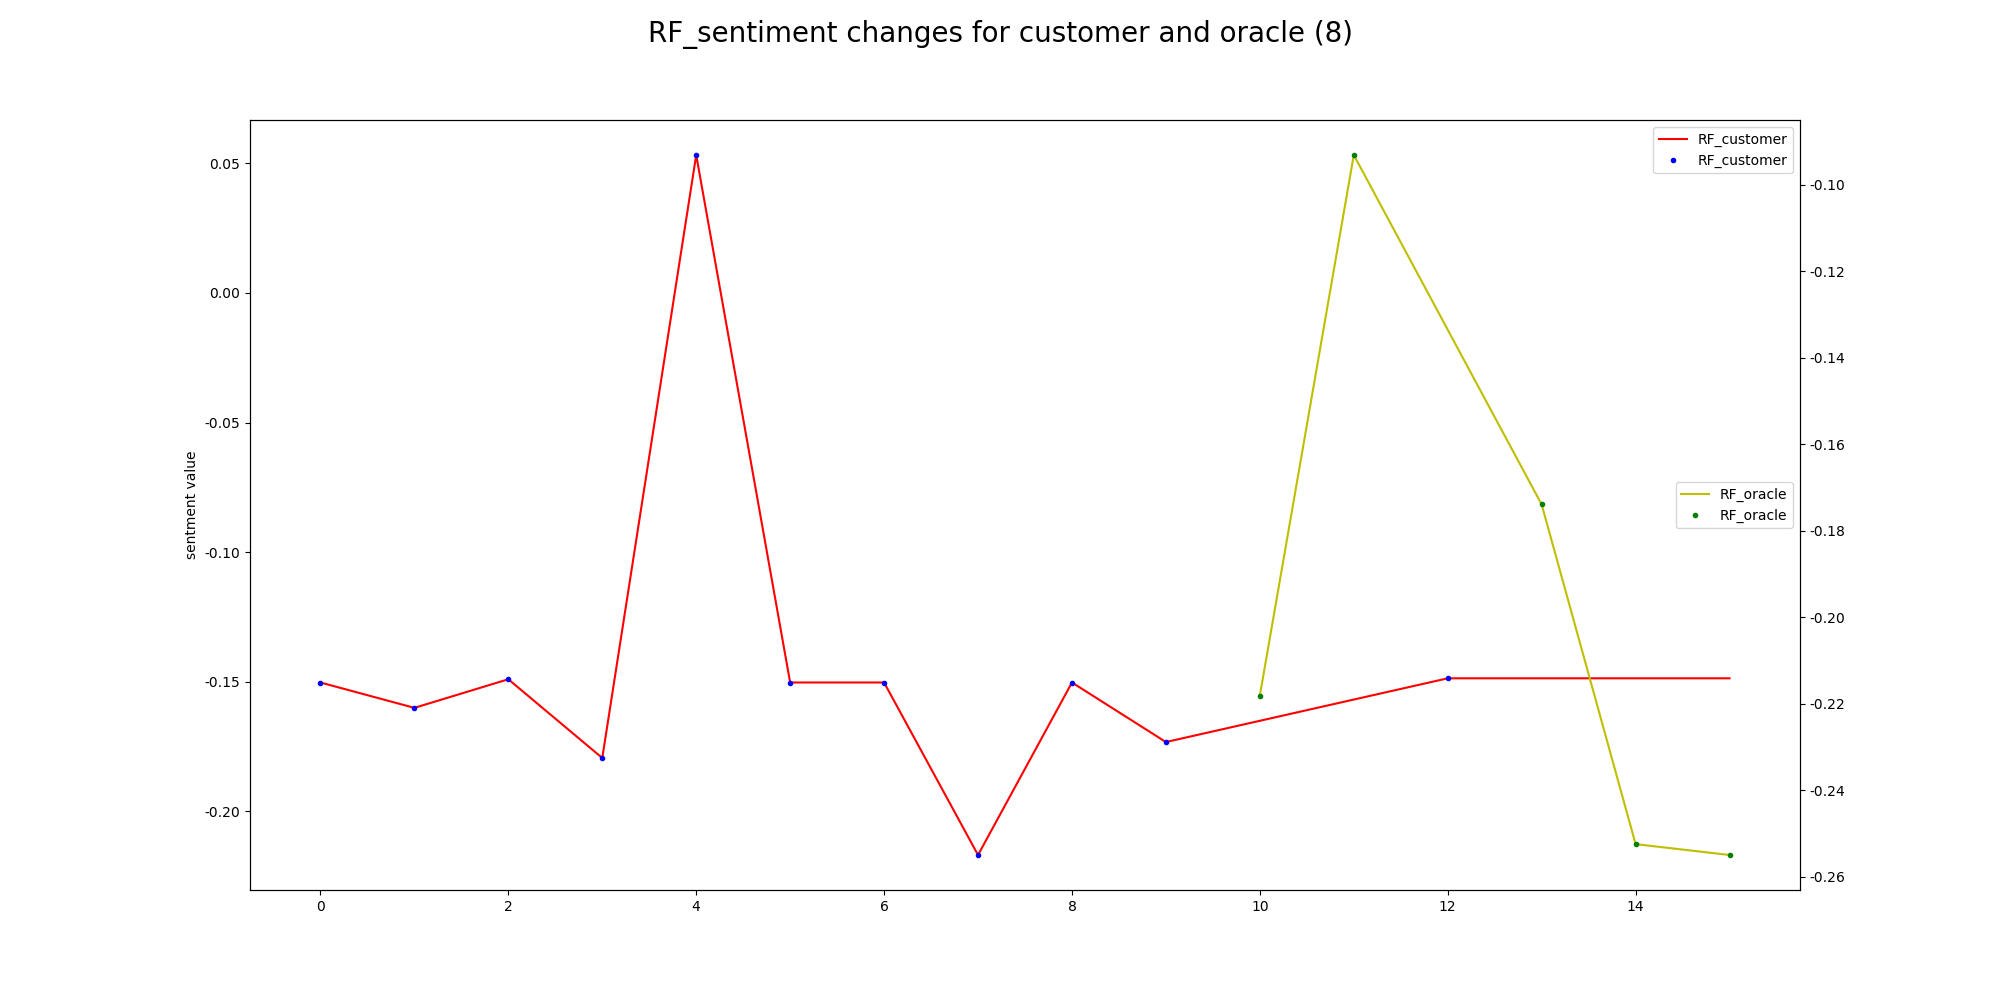 RF_sentiment changes for customer and oracle (8)
RF_customer
RF_customer
RF_oracle
RF_oracle
sentment value
0.05
0.00
-0.05
-0.10
-0.15
-0.20
-0.10
-0.12
-0.14
-0.16
-0.18
-0.20
-0.22
-0.24
-0.26
0 2 4 6 8 10 12 14